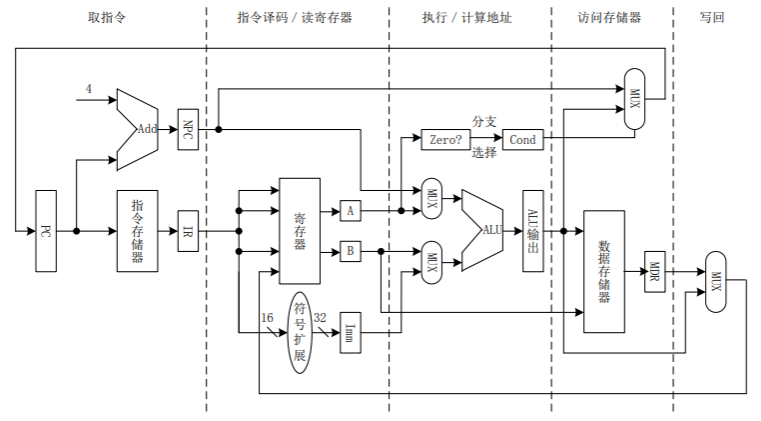 取指令
指令译码 / 读寄存器
执行 / 计算地址
访问存储器
写回
4
Add
NPC
MUX
分支
选择
Zero?
Cond
PC
指令存储器
IR
寄存器
A
B
MUX
MUX
ALU
ALU输出
数据存储器
MDR
MUX
16
符号扩展
32
Imm